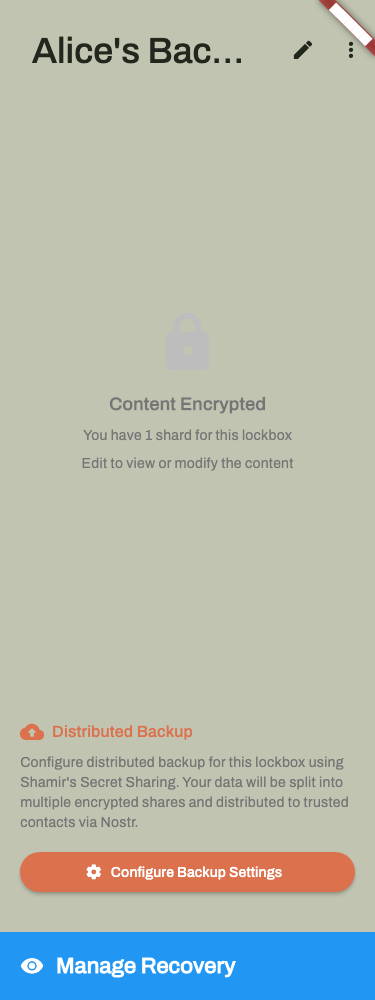 Alice's Bac...
Content Encrypted
You have 1 shard for this lockbox
Edit to view or modify the content
Distributed Backup
Configure distributed backup for this lockbox using
Shamir's Secret Sharing. Your data will be split into
multiple encrypted shares and distributed to trusted
contacts via Nostr.
Configure Backup Settings
Manage Recovery